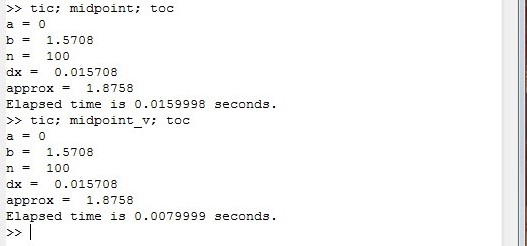 >> tic; midpoint; toc
a = 0
b =  1.5708
n =  100
dx =  0.015708
approx =  1.8758
Elapsed time is 0.0159998 seconds.
>> tic; midpoint_v; toc
a = 0
b =  1.5708
n =  100
dx =  0.015708
approx =  1.8758
Elapsed time is 0.0079999 seconds.
>>